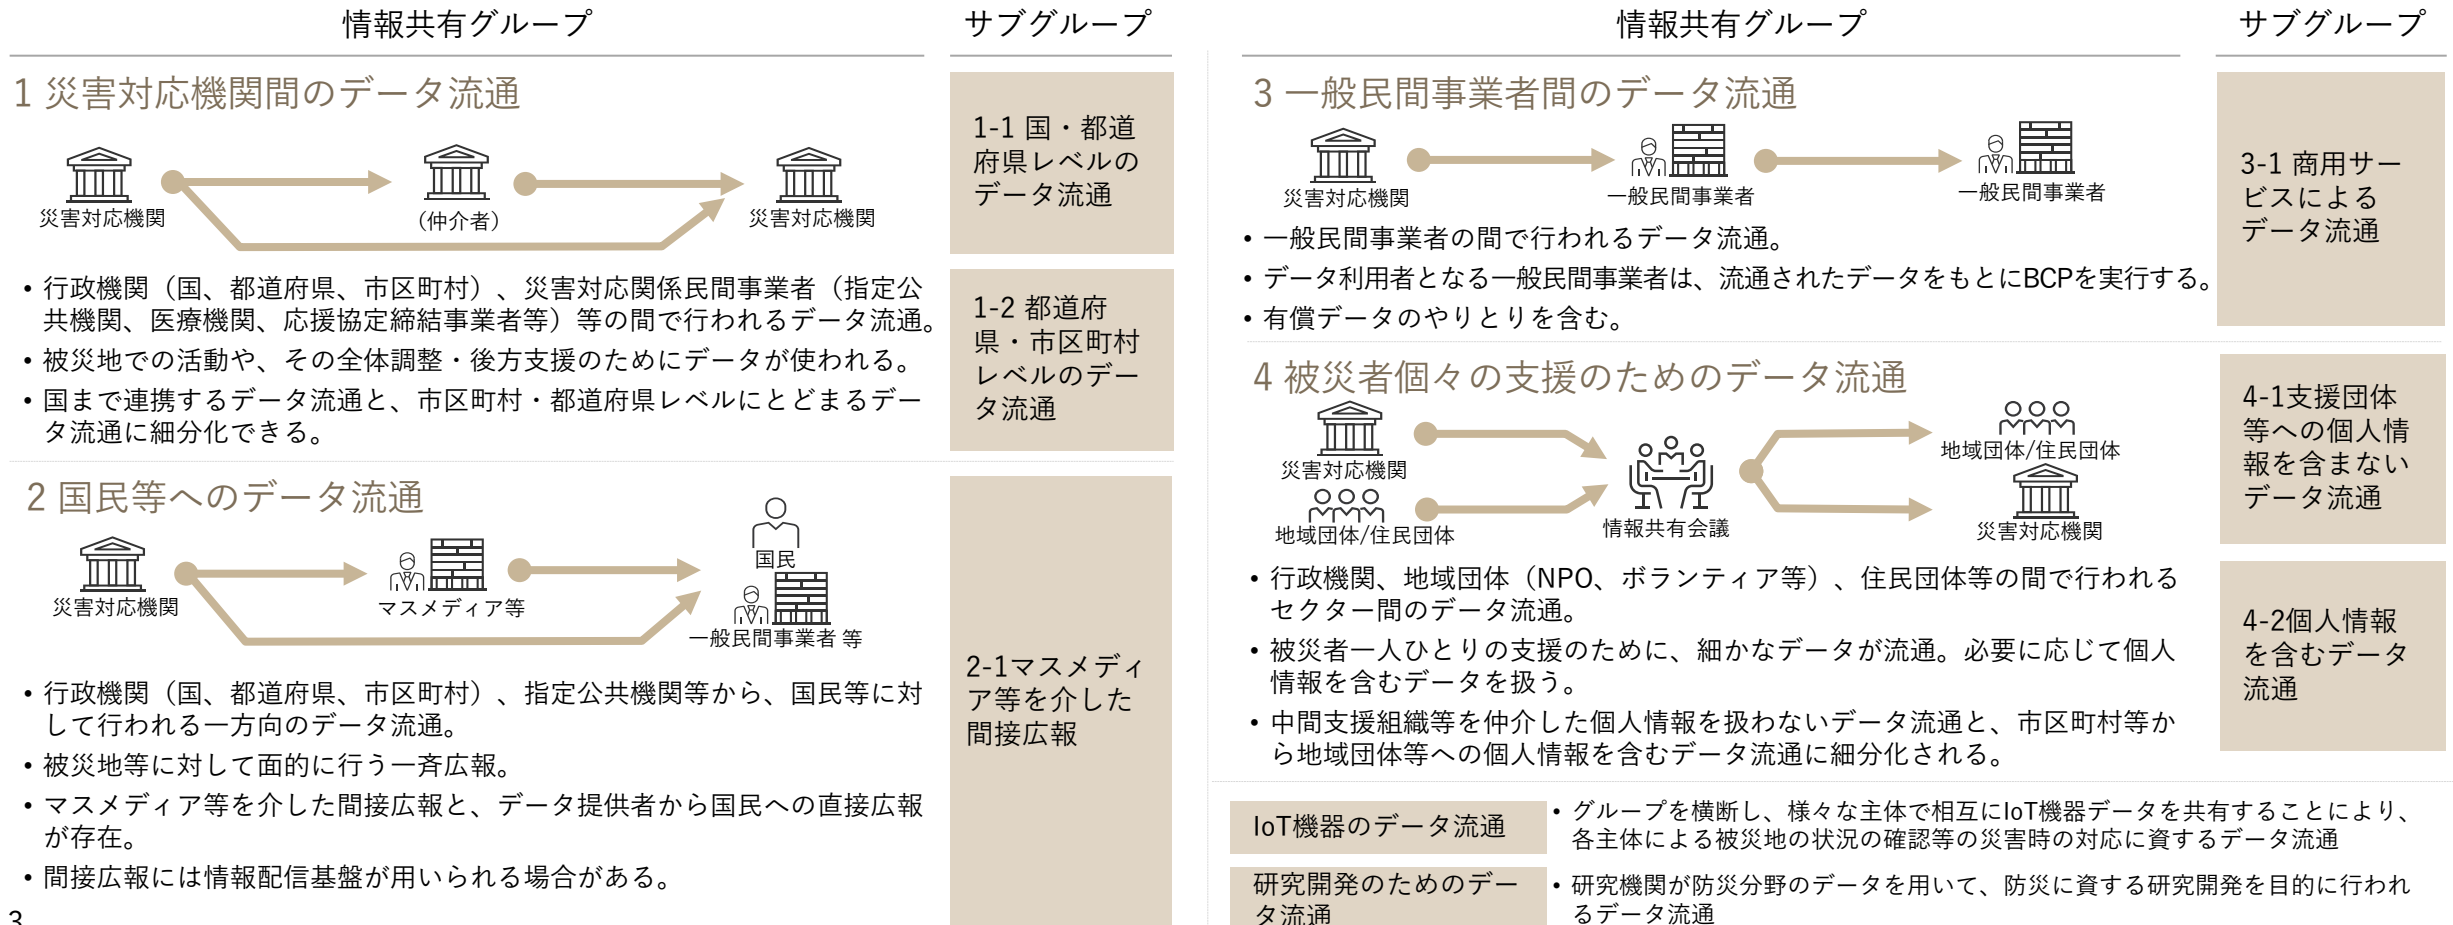 情報共有グループ
サブグループ
1 災害対応機関間のデータ流通
災害対応機関
(仲介者)
災害対応機関
1-1 国・都道
府県レベルの
データ流通
• 行政機関（国、都道府県、市区町村）、災害対応関係民間事業者（指定公
共機関、医療機関、応援協定締結事業者等）等の間で行われるデータ流通。
• 被災地での活動や、その全体調整・後方支援のためにデータが使われる。
• 国まで連携するデータ流通と、市区町村・都道府県レベルにとどまるデー
タ流通に細分化できる。
1-2 都道府
県・市区町村
レベルのデー
タ流通
2 国民等へのデータ流通
災害対応機関
マスメディア等
国民
一般民間事業者 等
• 行政機関（国、都道府県、市区町村）、指定公共機関等から、国民等に対
して行われる一方向のデータ流通。
• 被災地等に対して面的に行う一斉広報。
• マスメディア等を介した間接広報と、データ提供者から国民への直接広報
が存在。
• 間接広報には情報配信基盤が用いられる場合がある。
2-1マスメディ
ア等を介した
間接広報
3
情報共有グループ
サブグループ
3 一般民間事業者間のデータ流通
災害対応機関
一般民間事業者
一般民間事業者
• 一般民間事業者の間で行われるデータ流通。
• データ利用者となる一般民間事業者は、流通されたデータをもとにBCPを実行する。
• 有償データのやりとりを含む。
3-1 商用サー
ビスによる
データ流通
4 被災者個々の支援のためのデータ流通
災害対応機関
地域団体/住民団体
情報共有会議
地域団体/住民団体
災害対応機関
• 行政機関、地域団体（NPO、ボランティア等）、住民団体等の間で行われる
セクター間のデータ流通。
• 被災者一人ひとりの支援のために、細かなデータが流通。必要に応じて個人
情報を含むデータを扱う。
• 中間支援組織等を仲介した個人情報を扱わないデータ流通と、市区町村等か
ら地域団体等への個人情報を含むデータ流通に細分化される。
4-1支援団体
等への個人情
報を含まない
データ流通
4-2個人情報
を含むデータ
流通
IoT機器のデータ流通
• グループを横断し、様々な主体で相互にIoT機器データを共有することにより、
各主体による被災地の状況の確認等の災害時の対応に資するデータ流通
研究開発のためのデー
タ流通
• 研究機関が防災分野のデータを用いて、防災に資する研究開発を目的に行われ
るデータ流通